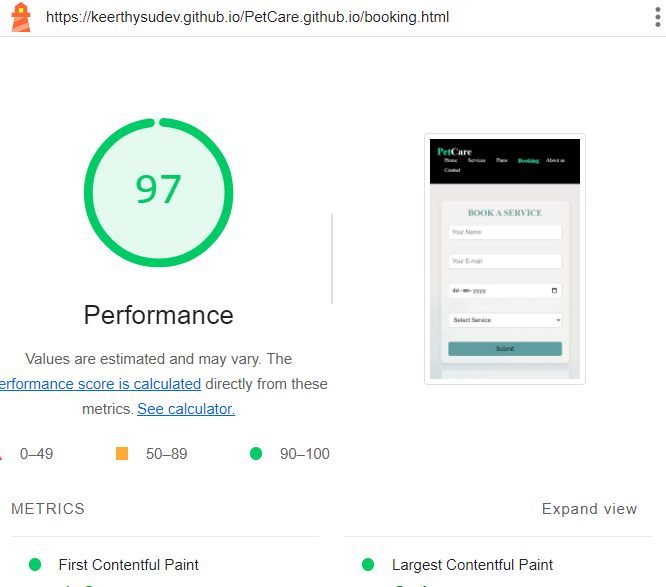 https://keerthysudev.github.io/PetCare.github.io/booking.html
97
Performance
Values are estimated and may vary. The
erformance score is calculated directly from these
metrics. See calculator.
0–49
50–89
90–100
PetCare
Home Services Plans Booking About us
Contact
BOOK A SERVICE
Your Name
Your E-mail
dd-mm-yyyy
Select Service
Submit
METRICS
Expand view
First Contentful Paint
Largest Contentful Paint